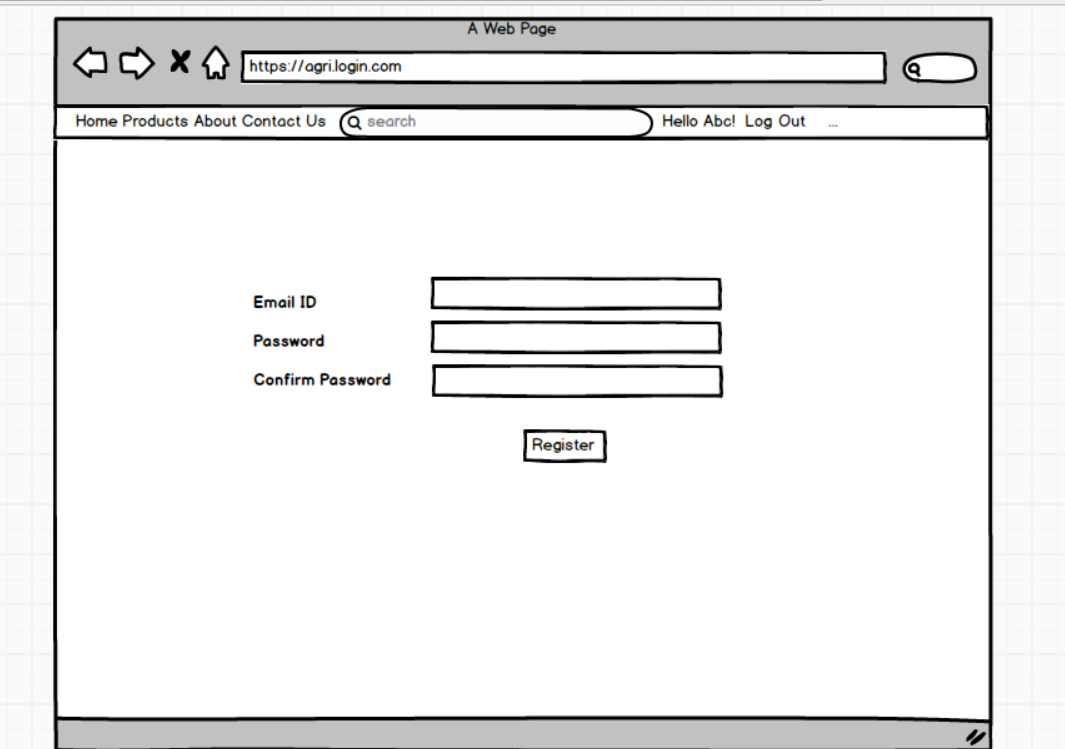 A Web Page
https://agri.login.com
Home Products About Contact Us search Hello Abc! Log Out ...
Email ID
Password
Confirm Password
Register